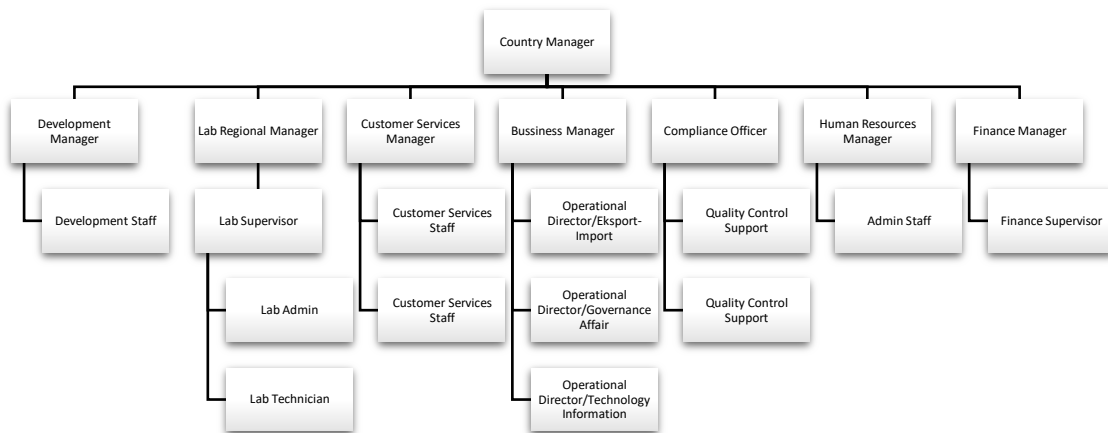 Country Manager
Development
Manager
Lab Regional Manager
Customer Services
Manager
Bussiness Manager
Compliance Officer
Human Resources
Manager
Finance Manager
Development Staff
Lab Supervisor
Customer Services
Staff
Operational
Director/Eksport-
Import
Quality Control
Support
Admin Staff
Finance Supervisor
Lab Admin
Customer Services
Staff
Operational
Director/Governance
Affair
Quality Control
Support
Lab Technician
Operational
Director/Technology
Information